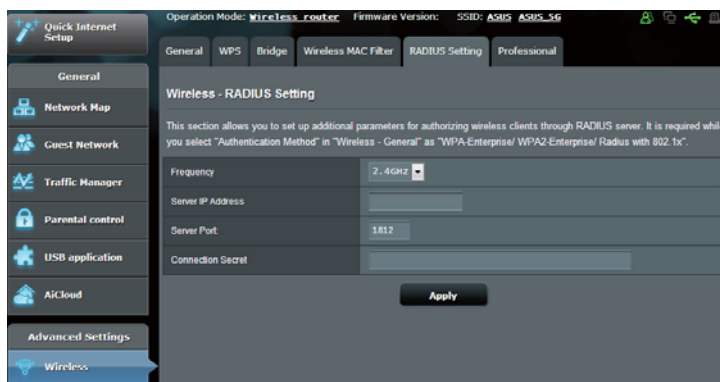 Quick Internet Setup
Operation Mode: Wireless router Firmware Version: SSID: ASUS ASUS_5G
General WPS Bridge Wireless MAC Filter RADIUS Setting Professional
General
Network Map
Guest Network
Traffic Manager
Parental control
USB application
AiCloud
Advanced Settings
Wireless
Wireless - RADIUS Setting
This section allows you to set up additional parameters for authorizing wireless clients through RADIUS server. It is required whil
you select "Authentication Method" in "Wireless - General" as "WPA-Enterprise/ WPA2-Enterprise/ Radius with 802.1x".
Frequency 2.4GHz
Server IP Address
Server Port: 1812
Connection Secret
Apply